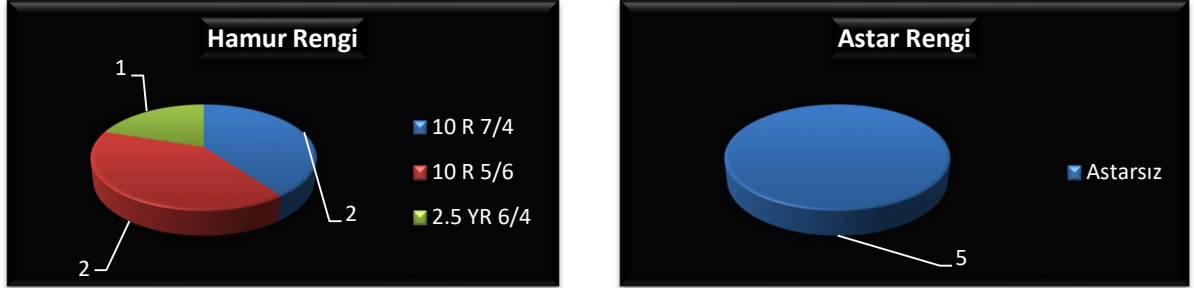 Hamur Rengi
1
2
2
10 R 7/4
10 R 5/6
2.5 YR 6/4
Astar Rengi
5
Astarsız